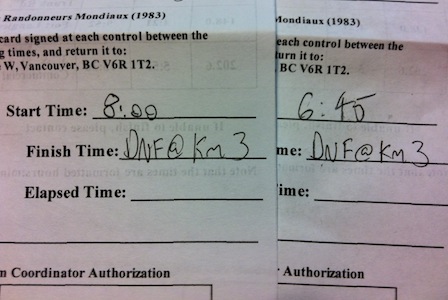 Randonneurs Mondiaux (1983)
card signed at each control between the
g times, and return it to:
W, Vancouver, BC V6R 1T2.
Start Time: 8:00
Finish Time: DNF@Km3
Elapsed Time:
n Coordinator Authorization
Mondiaux (1983)
each control between the
turn it to:
BC V6R 1T2.
6:45
me: DNF@Km3
ime:
Authorization